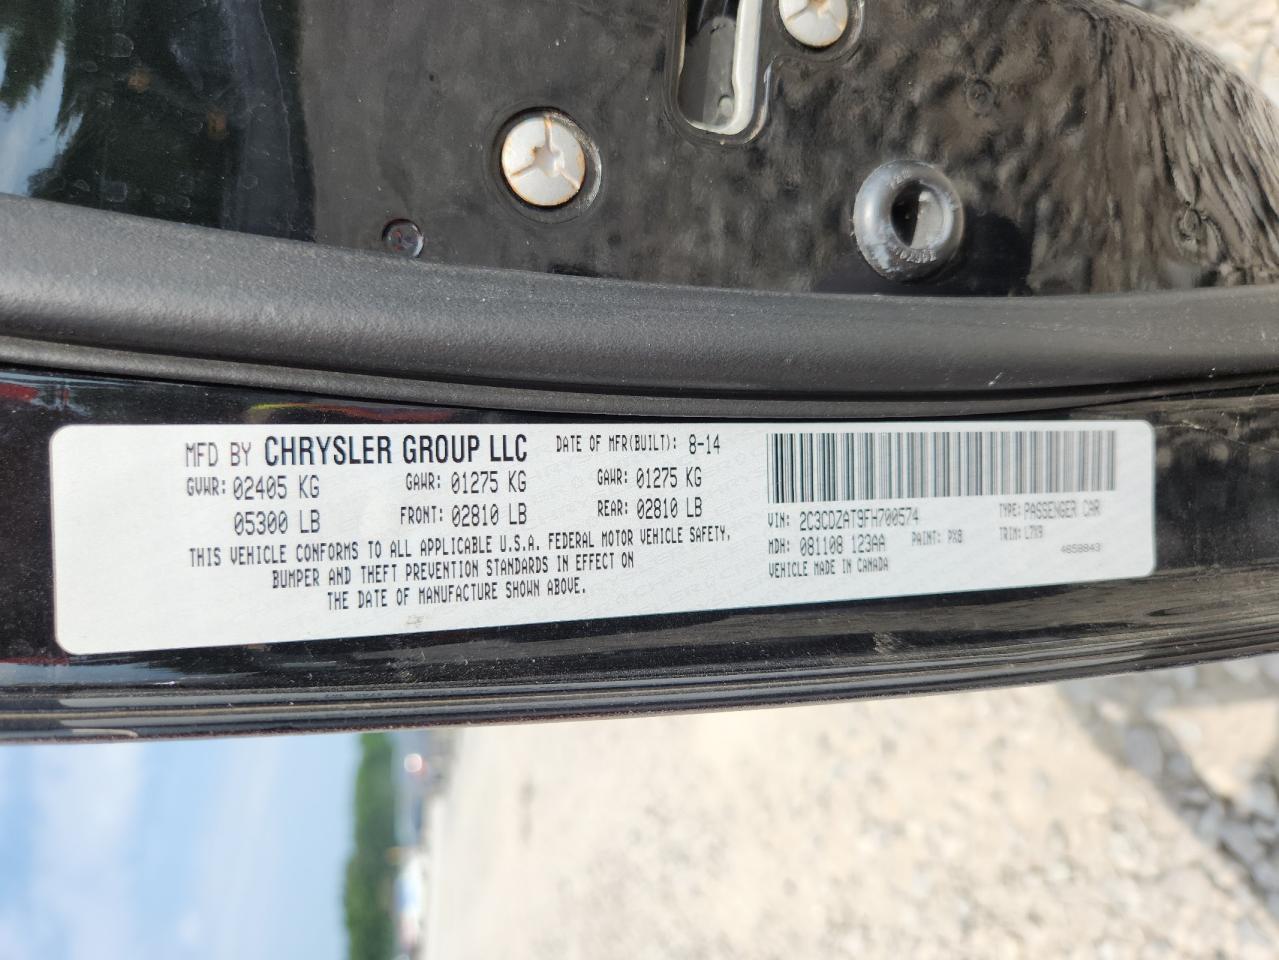 MFD BY CHRYSLER GROUP LLC DATE OF MFR(BUILT): 8-14
GVWR: 02405 KG GAWR: 01275 KG GAWR: 01275 KG
05300 LB FRONT: 02810 LB REAR: 02810 LB
THIS VEHICLE CONFORMS TO ALL APPLICABLE U.S.A. FEDERAL MOTOR VEHICLE SAFETY,
BUMPER AND THEFT PREVENTION STANDARDS IN EFFECT ON
THE DATE OF MANUFACTURE SHOWN ABOVE.
VIN: 2C3CDZAT9FH700574 TYPE: PASSENGER CAR
MDH: 081108 123AA PAINT: PX8 TRIM: L7X9
VEHICLE MADE IN CANADA 4658843